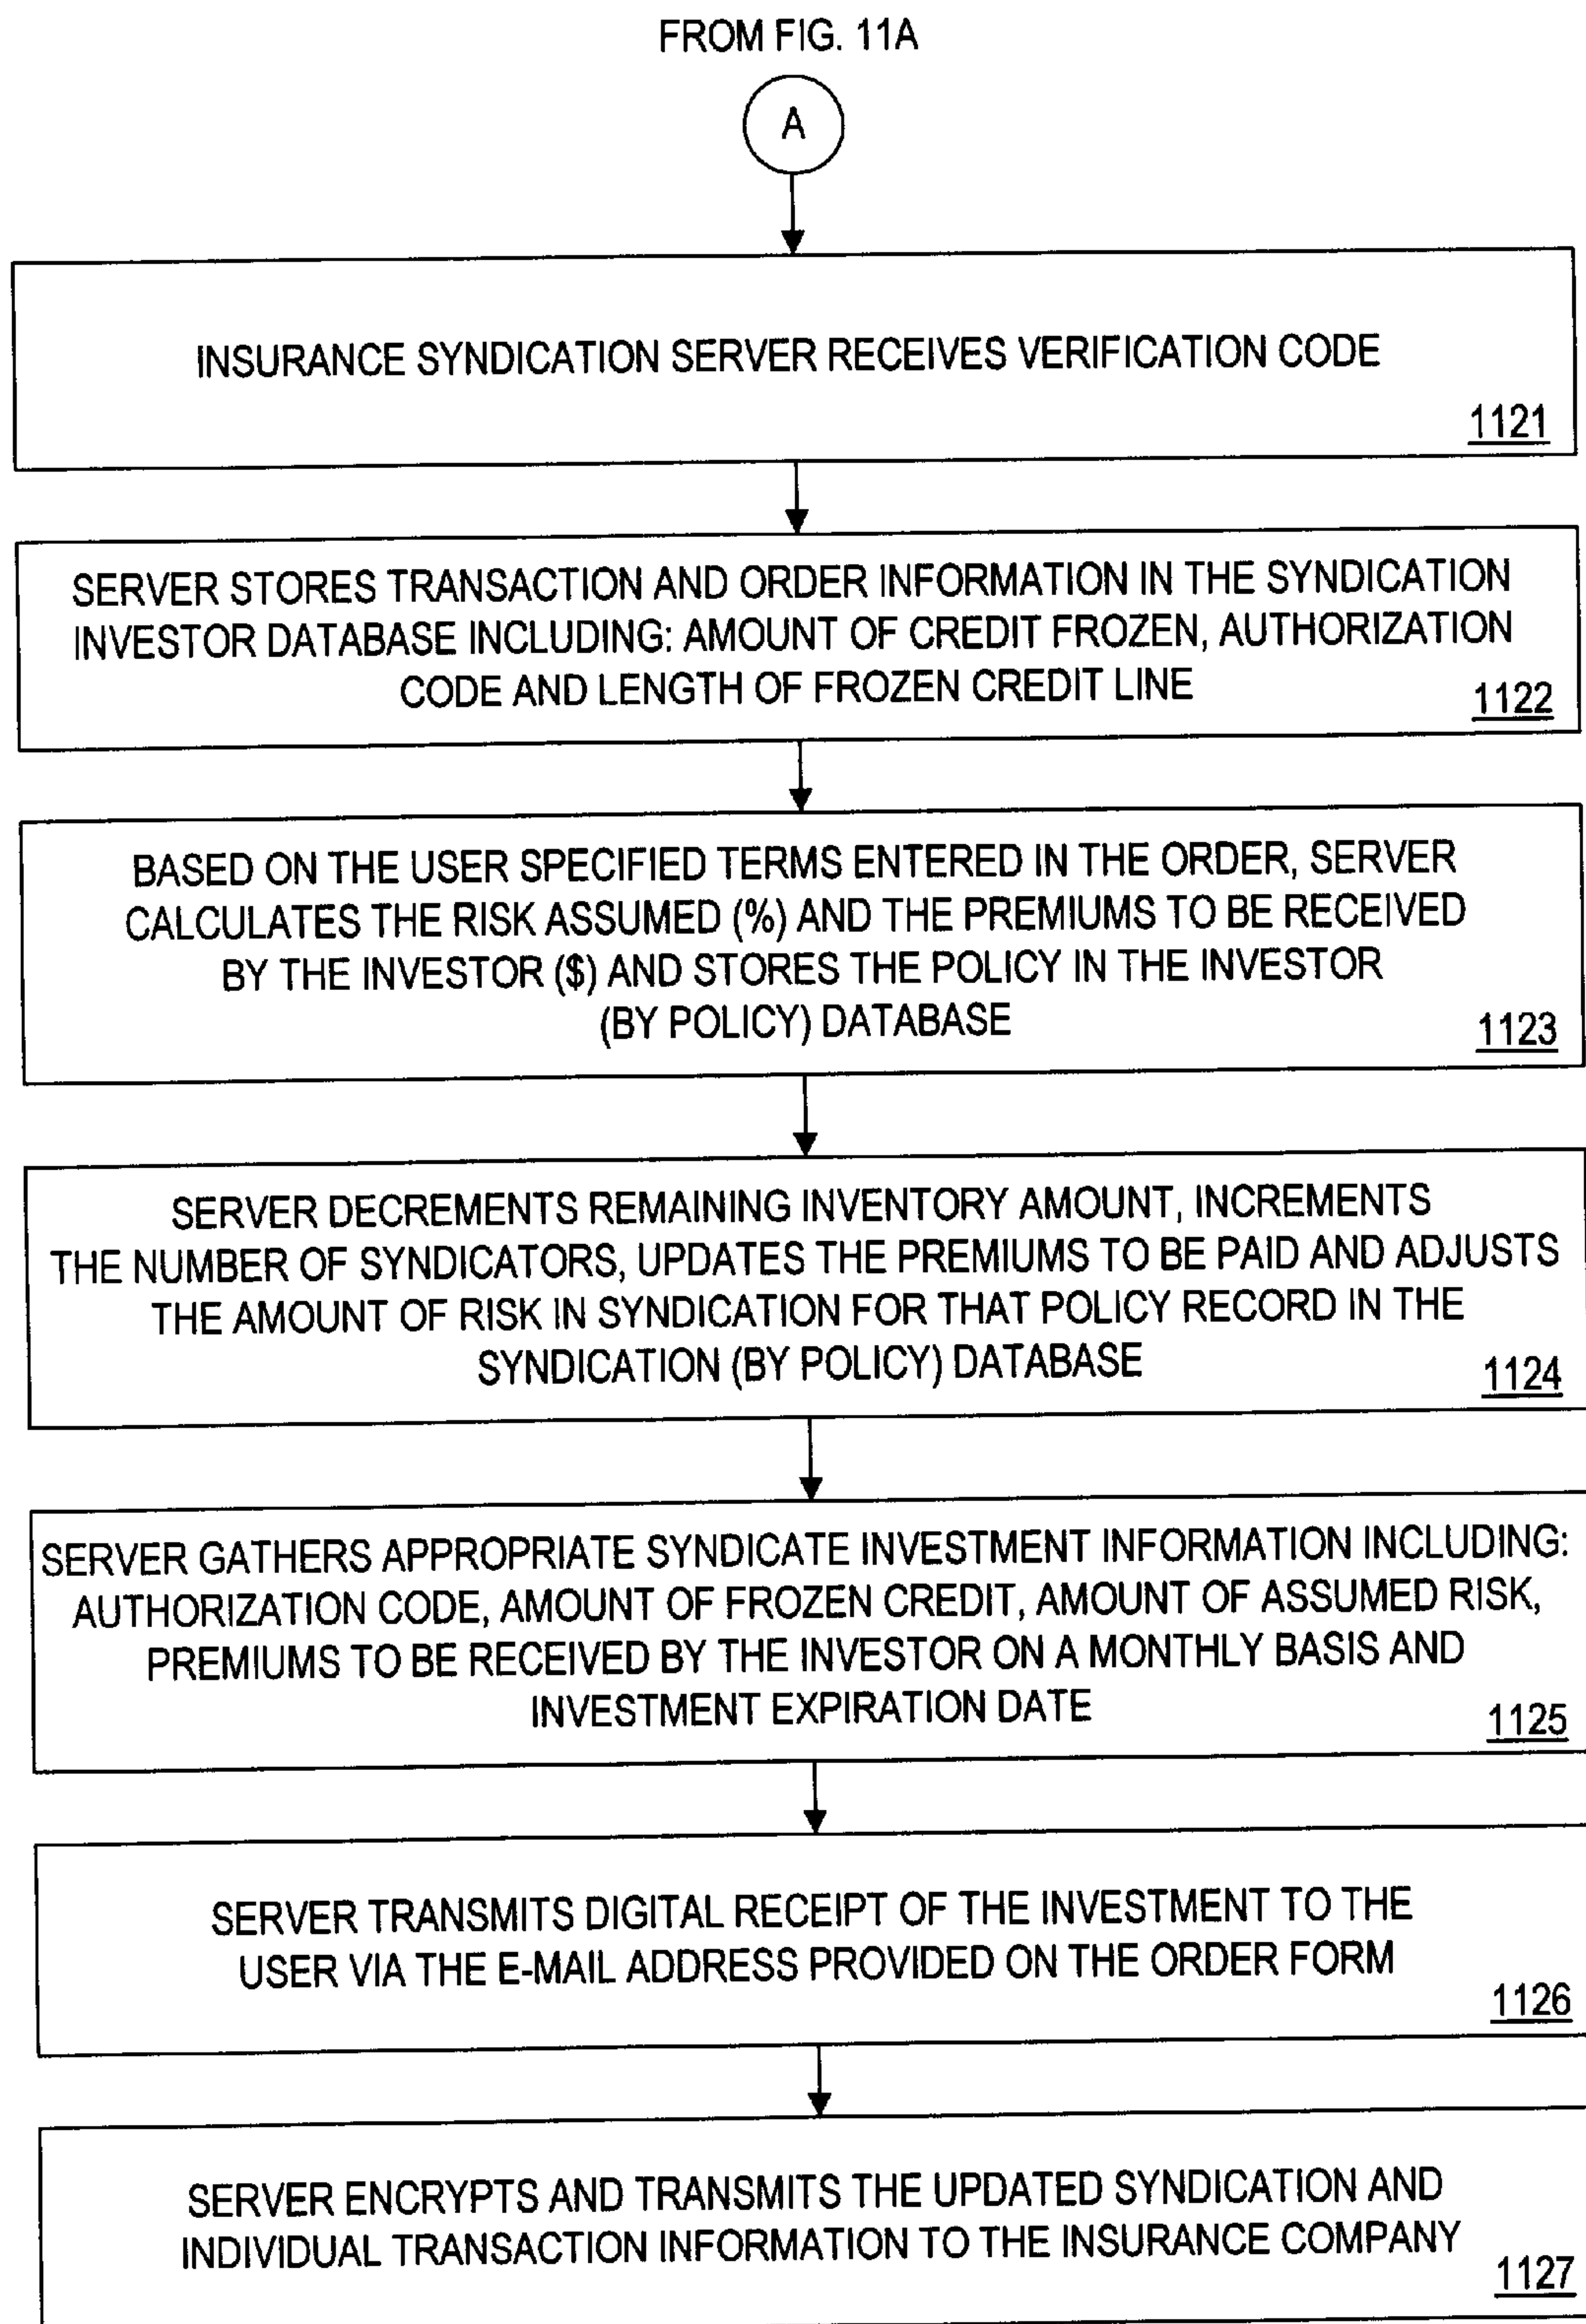 FROM FIG. 11A
A
INSURANCE SYNDICATION SERVER RECEIVES VERIFICATION CODE
1121
SERVER STORES TRANSACTION AND ORDER INFORMATION IN THE SYNDICATION
INVESTOR DATABASE INCLUDING: AMOUNT OF CREDIT FROZEN, AUTHORIZATION
CODE AND LENGTH OF FROZEN CREDIT LINE
1122
BASED ON THE USER SPECIFIED TERMS ENTERED IN THE ORDER, SERVER
CALCULATES THE RISK ASSUMED (%) AND THE PREMIUMS TO BE RECEIVED
BY THE INVESTOR ($) AND STORES THE POLICY IN THE INVESTOR
(BY POLICY) DATABASE
1123
SERVER DECREMENTS REMAINING INVENTORY AMOUNT, INCREMENTS
THE NUMBER OF SYNDICATORS, UPDATES THE PREMIUMS TO BE PAID AND ADJUSTS
THE AMOUNT OF RISK IN SYNDICATION FOR THAT POLICY RECORD IN THE
SYNDICATION (BY POLICY) DATABASE
1124
SERVER GATHERS APPROPRIATE SYNDICATE INVESTMENT INFORMATION INCLUDING:
AUTHORIZATION CODE, AMOUNT OF FROZEN CREDIT, AMOUNT OF ASSUMED RISK,
PREMIUMS TO BE RECEIVED BY THE INVESTOR ON A MONTHLY BASIS AND
INVESTMENT EXPIRATION DATE
1125
SERVER TRANSMITS DIGITAL RECEIPT OF THE INVESTMENT TO THE
USER VIA THE E-MAIL ADDRESS PROVIDED ON THE ORDER FORM
1126
SERVER ENCRYPTS AND TRANSMITS THE UPDATED SYNDICATION AND
INDIVIDUAL TRANSACTION INFORMATION TO THE INSURANCE COMPANY
1127